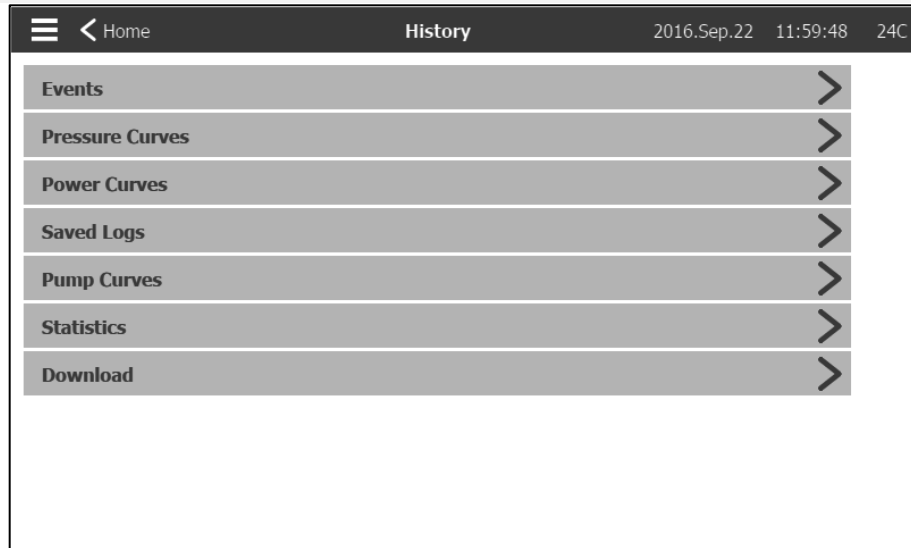 Home History 2016.Sep.22 11:59:48 24C
Events
Pressure Curves
Power Curves
Saved Logs
Pump Curves
Statistics
Download